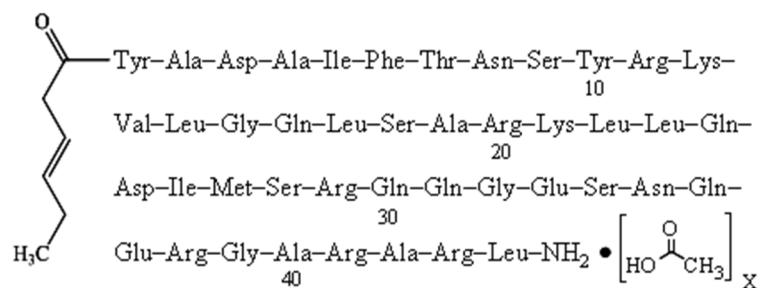 O
Tyr–Ala–Asp–Ala–Ile–Phe–Thr–Asn–Ser–Tyr–Arg–Lys–
10
Val–Leu–Gly–Gln–Leu–Ser–Ala–Arg–Lys–Leu–Leu–Gln–
20
Asp–Ile–Met–Ser–Arg–Gln–Gln–Gly–Glu–Ser–Asn–Gln–
30
H₃C
Glu–Arg–Gly–Ala–Arg–Ala–Arg–Leu–NH₂ • [HO O CH₃]x
40